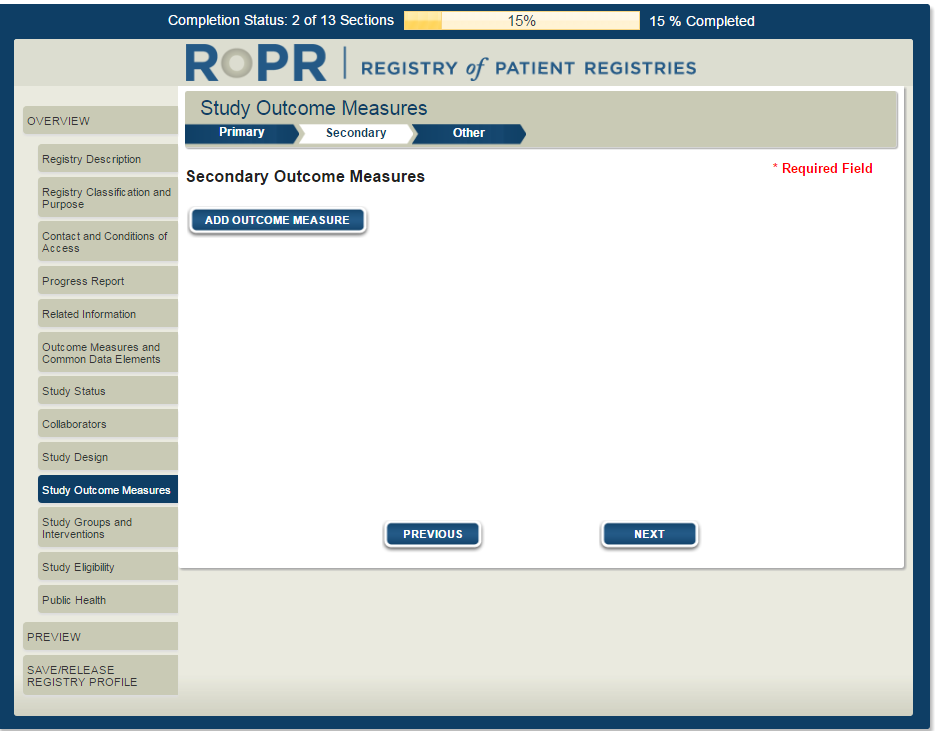 Completion Status: 2 of 13 Sections 15% 15 % Completed
ROPR REGISTRY of PATIENT REGISTRIES
OVERVIEW
Registry Description
Registry Classification and
Purpose
Contact and Conditions of
Access
Progress Report
Related Information
Outcome Measures and
Common Data Elements
Study Status
Collaborators
Study Design
Study Outcome Measures
Study Groups and
Interventions
Study Eligibility
Public Health
PREVIEW
SAVE/RELEASE
REGISTRY PROFILE
Study Outcome Measures
Primary Secondary Other
* Required Field
Secondary Outcome Measures
ADD OUTCOME MEASURE
PREVIOUS NEXT